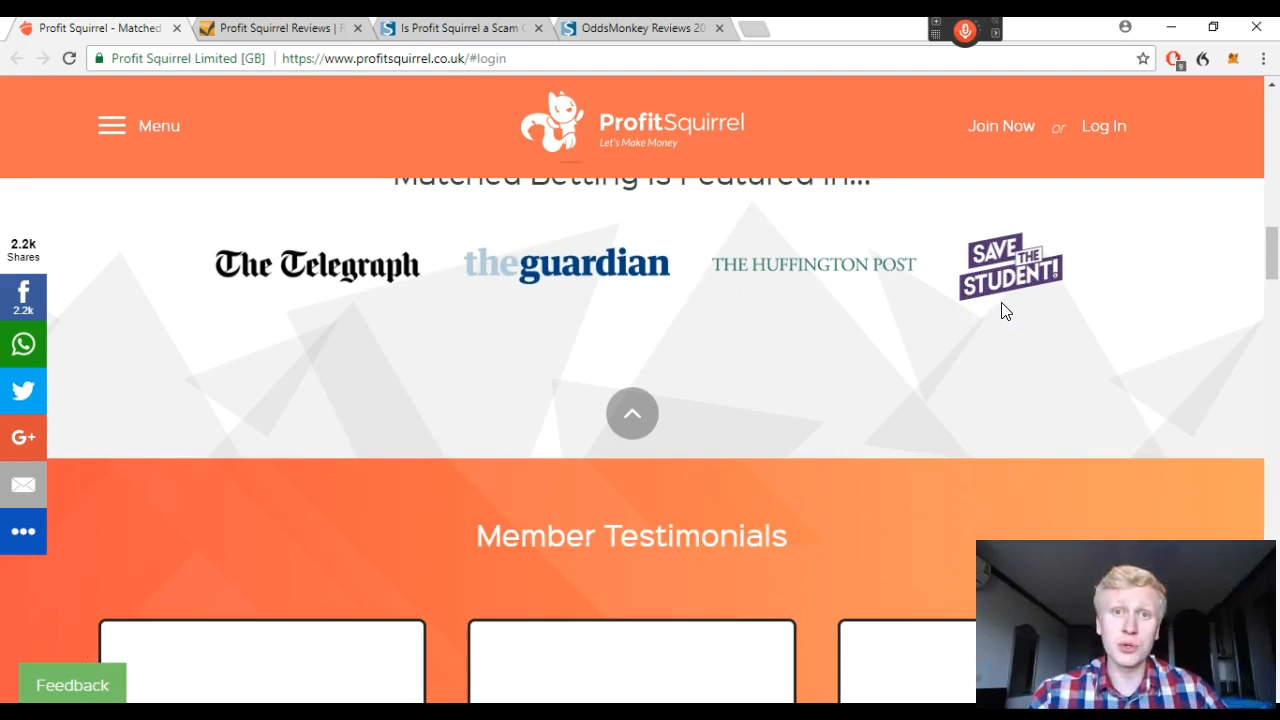 Profit Squirrel - Matched
Profit Squirrel Reviews | R
Is Profit Squirrel a Scam
OddsMonkey Reviews 20
Profit Squirrel Limited [GB]
https://www.profitsquirrel.co.uk/#login
9
Menu
ProfitSquirrel
Let's Make Money
Join Now or Log In
Matched Betting Is Featured In...
2.2k
Shares
The Telegraph
theguardian
THE HUFFINGTON POST
SAVE
THE
STUDENT!
f
2.2k
G+
Member Testimonials
Feedback